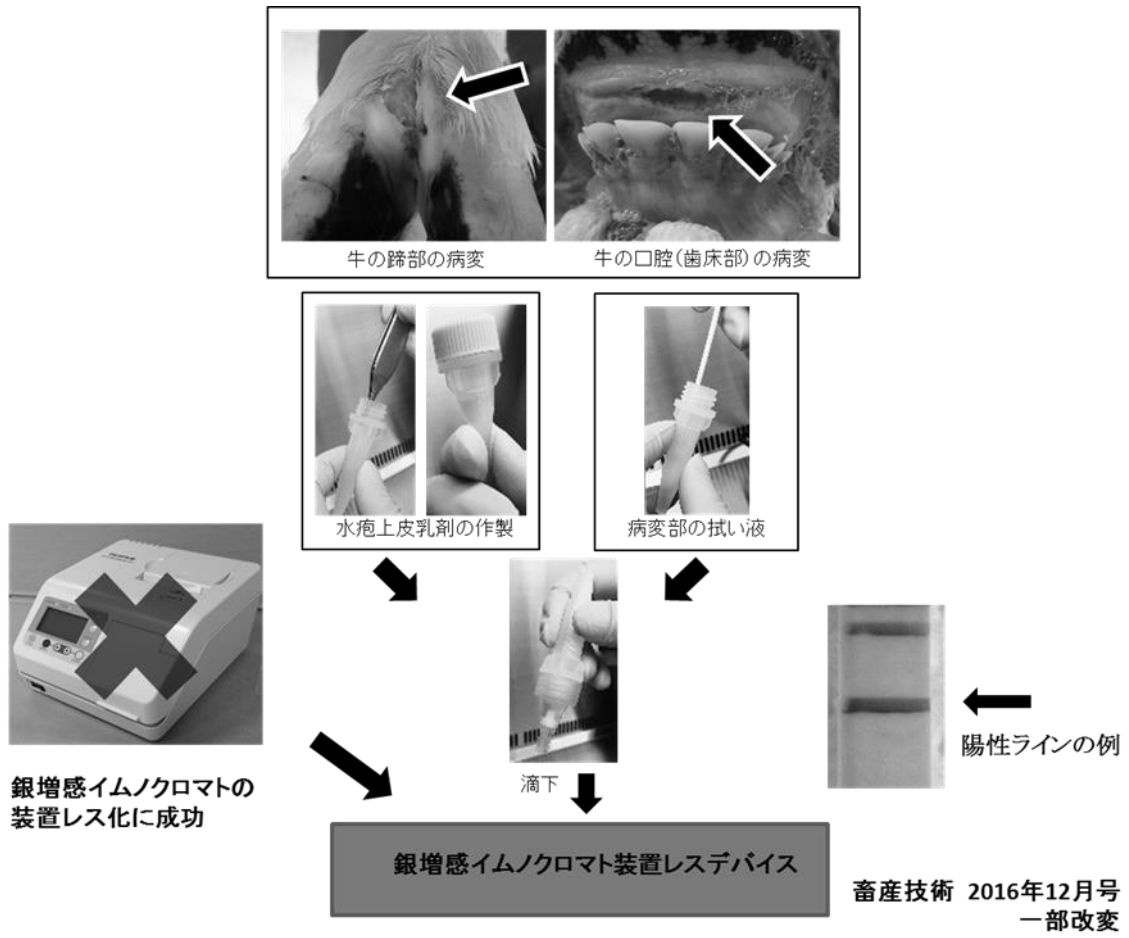 牛の蹄部の病変
牛の口腔(歯床部)の病変
水疱上皮乳剤の作製
病変部の拭い液
滴下
陽性ラインの例
銀増感イムノクロマトの
装置レス化に成功
銀増感イムノクロマト装置レスデバイス
畜産技術 2016年12月号
一部改変